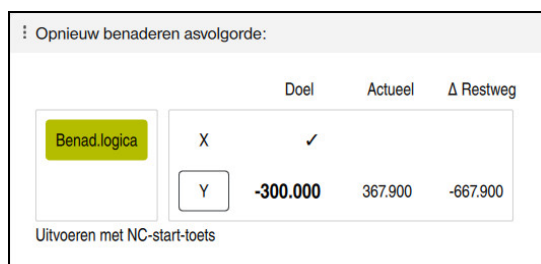 Opnieuw benaderen asvolgorde:
Doel Actueel Δ Restweg
Benad.logica X ✓
Y -300.000 367.900 -667.900
Uitvoeren met NC-start-toets